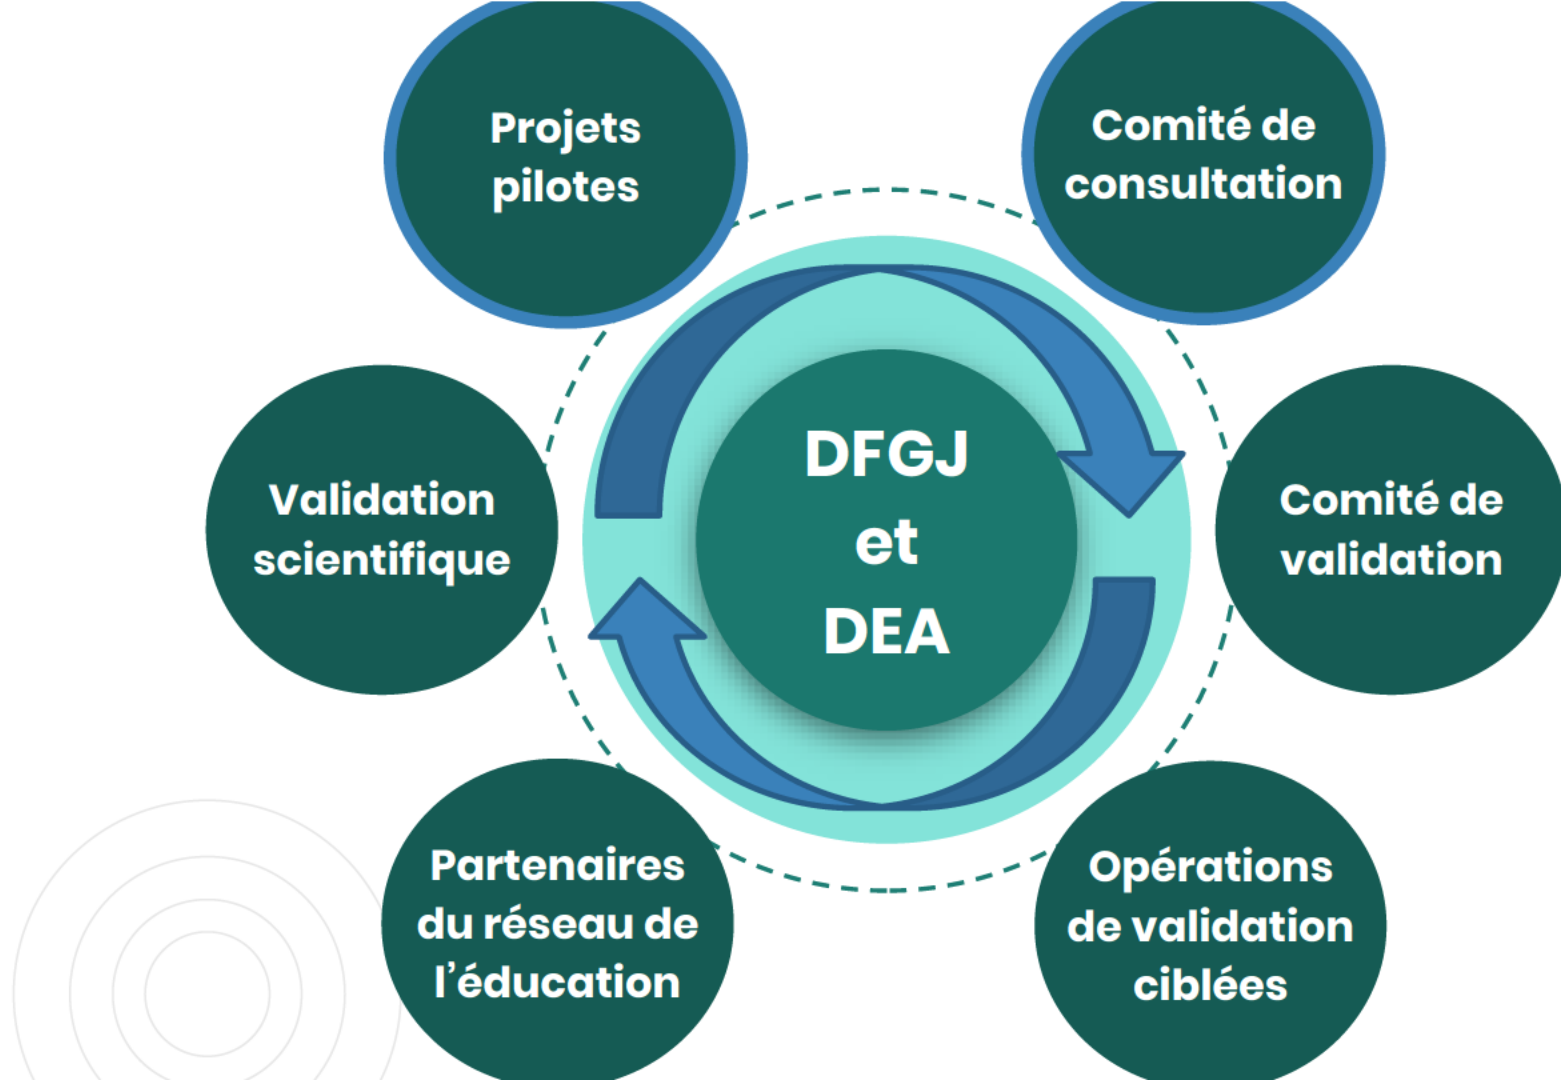 Projets
pilotes
Comité de
consultation
Validation
scientifique
DFGJ
et
DEA
Comité de
validation
Partenaires
du réseau de
l’éducation
Opérations
de validation
ciblées